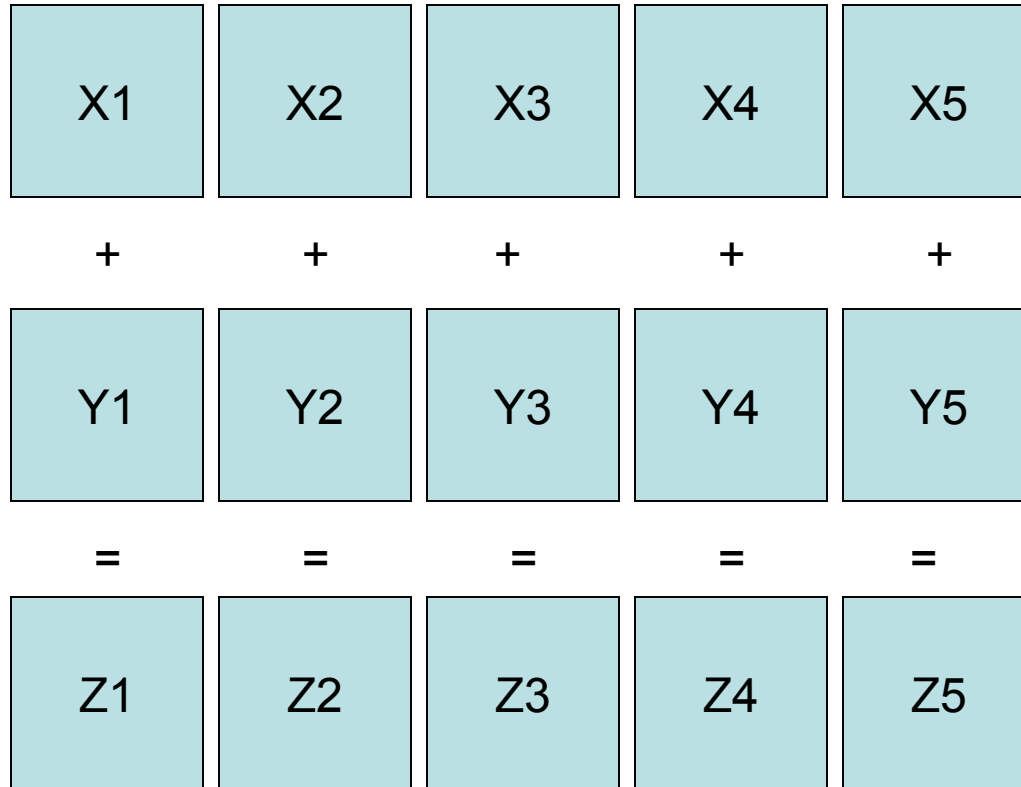 X1 X2 X3 X4 X5
+ + + + +
Y1 Y2 Y3 Y4 Y5
= = = = =
Z1 Z2 Z3 Z4 Z5